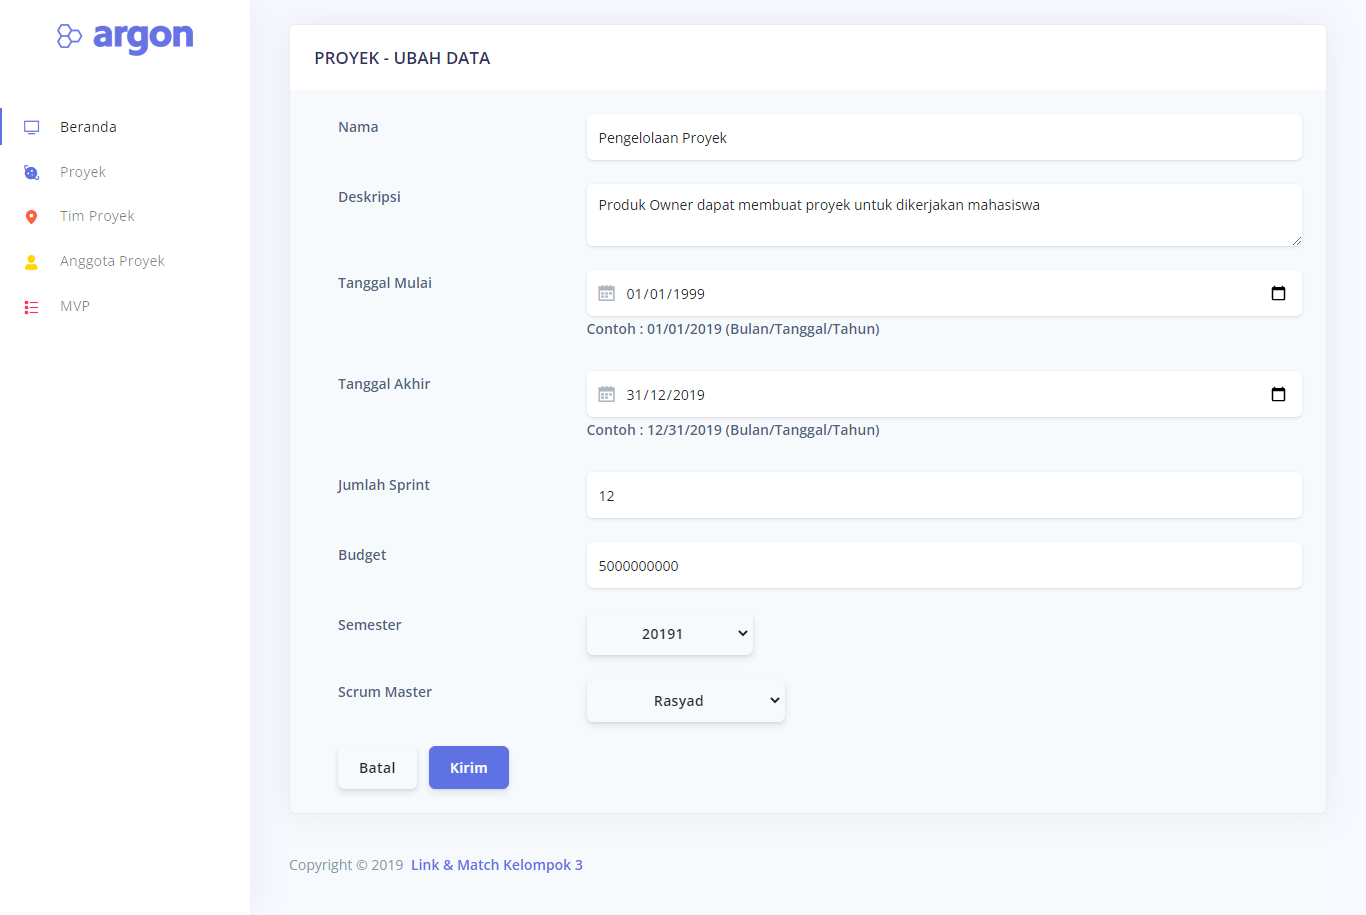 argon
Beranda
Proyek
Tim Proyek
Anggota Proyek
MVP
PROYEK - UBAH DATA
Nama
Pengelolaan Proyek
Deskripsi
Produk Owner dapat membuat proyek untuk dikerjakan mahasiswa
Tanggal Mulai
01/01/1999
Contoh : 01/01/2019 (Bulan/Tanggal/Tahun)
Tanggal Akhir
31/12/2019
Contoh : 12/31/2019 (Bulan/Tanggal/Tahun)
Jumlah Sprint
12
Budget
5000000000
Semester
20191
Scrum Master
Rasyad
Batal Kirim
Copyright © 2019 Link & Match Kelompok 3